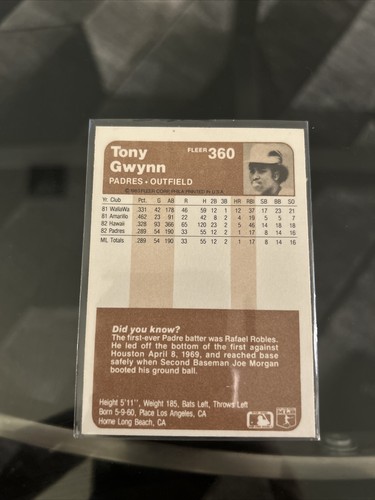 Tony
Gwynn
FLEER 360
PADRES • OUTFIELD
© 1983 FLEER CORP. PHILA. PRINTED IN U.S.A.
Yr. Club Pct. G AB R H 2B 3B HR RBI SB BB SO
81 WallaWa .331 42 178 46 59 12 1 12 37 17 23 21
81 Amarillo .462 23 91 22 42 8 2 4 19 5 5 7
82 Hawaii .328 93 366 65 120 23 2 5 46 14 18 18
82 Padres .289 54 190 33 55 12 2 1 17 8 14 16
ML Totals .289 54 190 33 55 12 2 1 17 8 14 16
Did you know?
The first-ever Padre batter was Rafael Robles.
He led off the bottom of the first against
Houston April 8, 1969, and reached base
safely when Second Baseman Joe Morgan
booted his ground ball.
Height 5'11", Weight 185, Bats Left, Throws Left
Born 5-9-60, Place Los Angeles, CA
Home Long Beach, CA